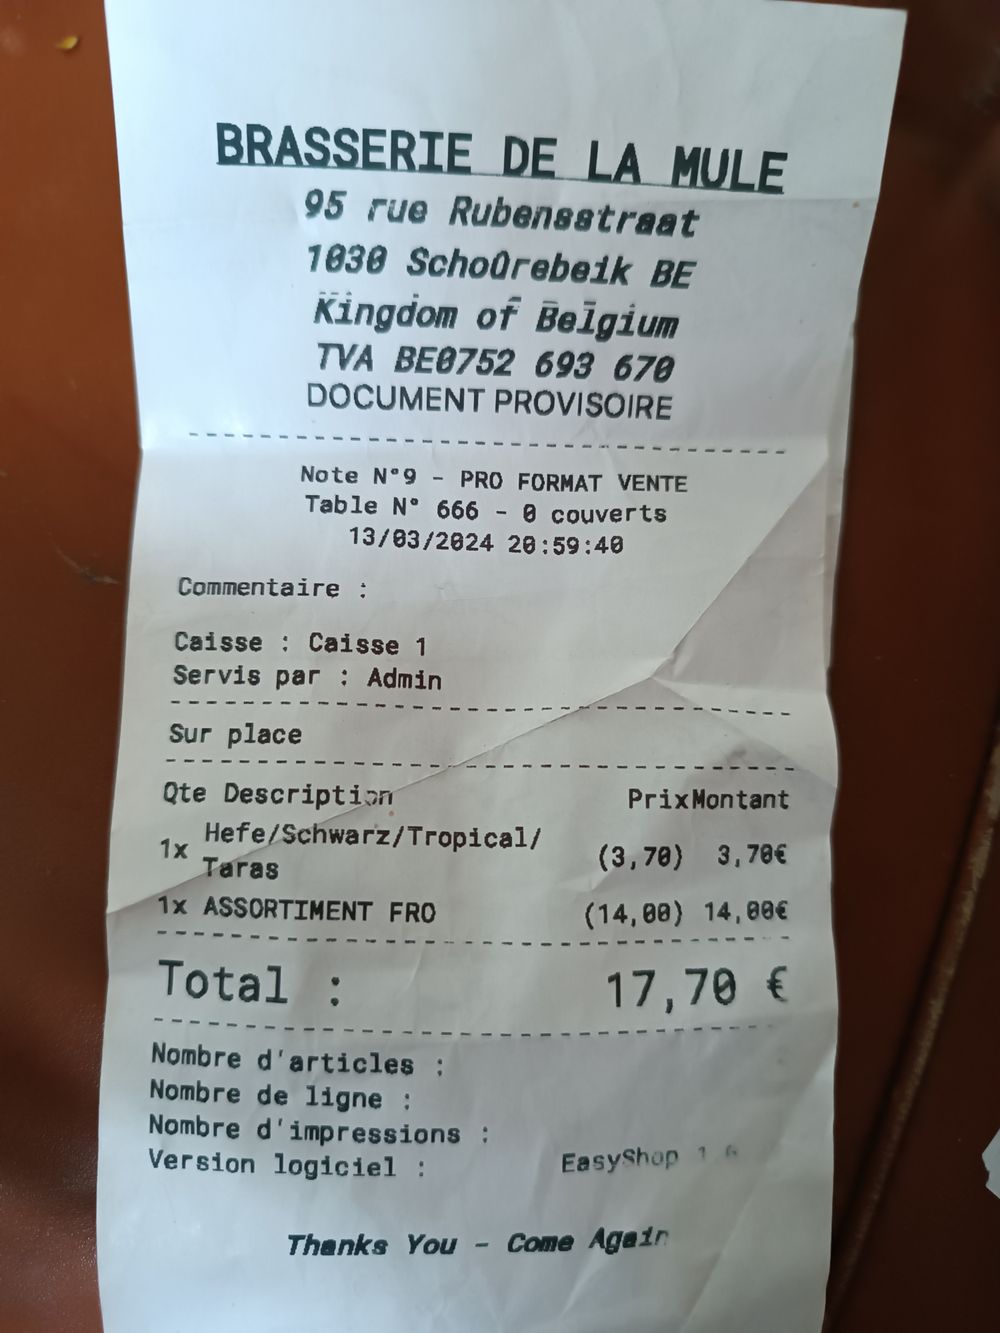 BRASSERIE DE LA MULE
95 rue Rubensstraat
1030 SchoÛrebeik BE
Kingdom of Belgium
TVA BE0752 693 670
DOCUMENT PROVISOIRE
Note N°9 - PRO FORMAT VENTE
Table N° 666 - 0 couverts
13/03/2024 20:59:40
Commentaire :
Caisse : Caisse 1
Servis par : Admin
Sur place
Qte Description PrixMontant
1x Hefe/Schwarz/Tropical/ (3,70) 3,70€
Taras
1x ASSORTIMENT FRO (14,00) 14,00€
Total : 17,70 €
Nombre d'articles :
Nombre de ligne :
Nombre d'impressions :
Version logiciel : EasyShop
Thanks You - Come Again